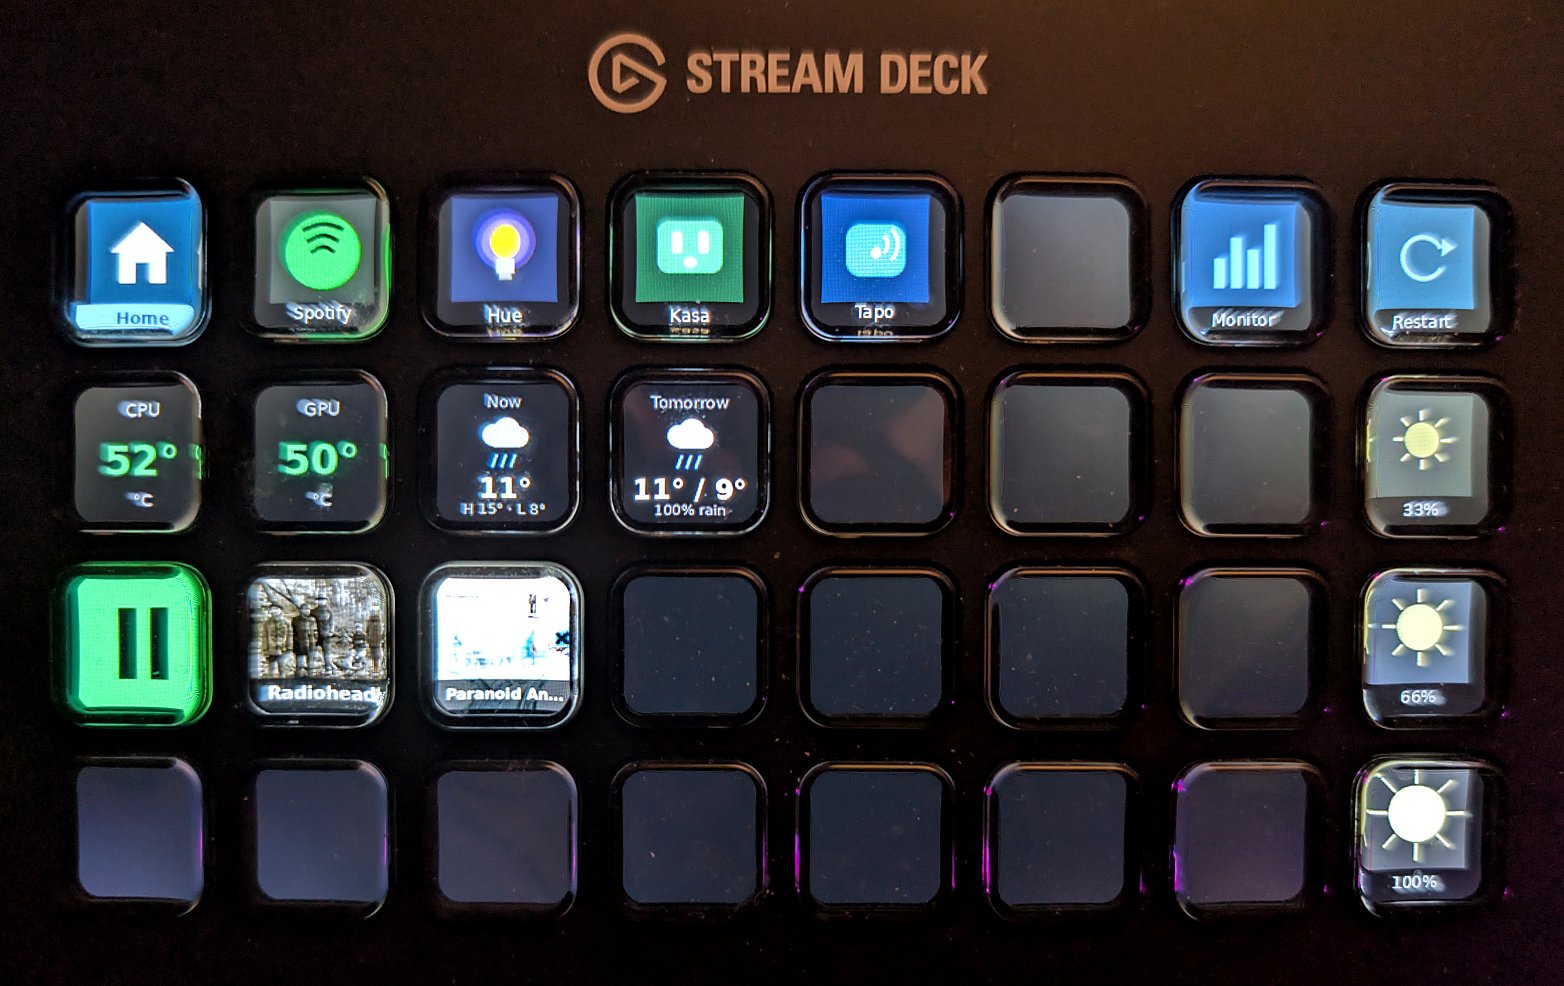 STREAM DECK
Home
Spotify
Hue
Kasa
Tapo
Monitor
Restart
CPU
52°
°C
GPU
50°
°C
Now
11°
H 15° · L 8°
Tomorrow
11° / 9°
100% rain
33%
Radiohead
Paranoid An...
66%
100%